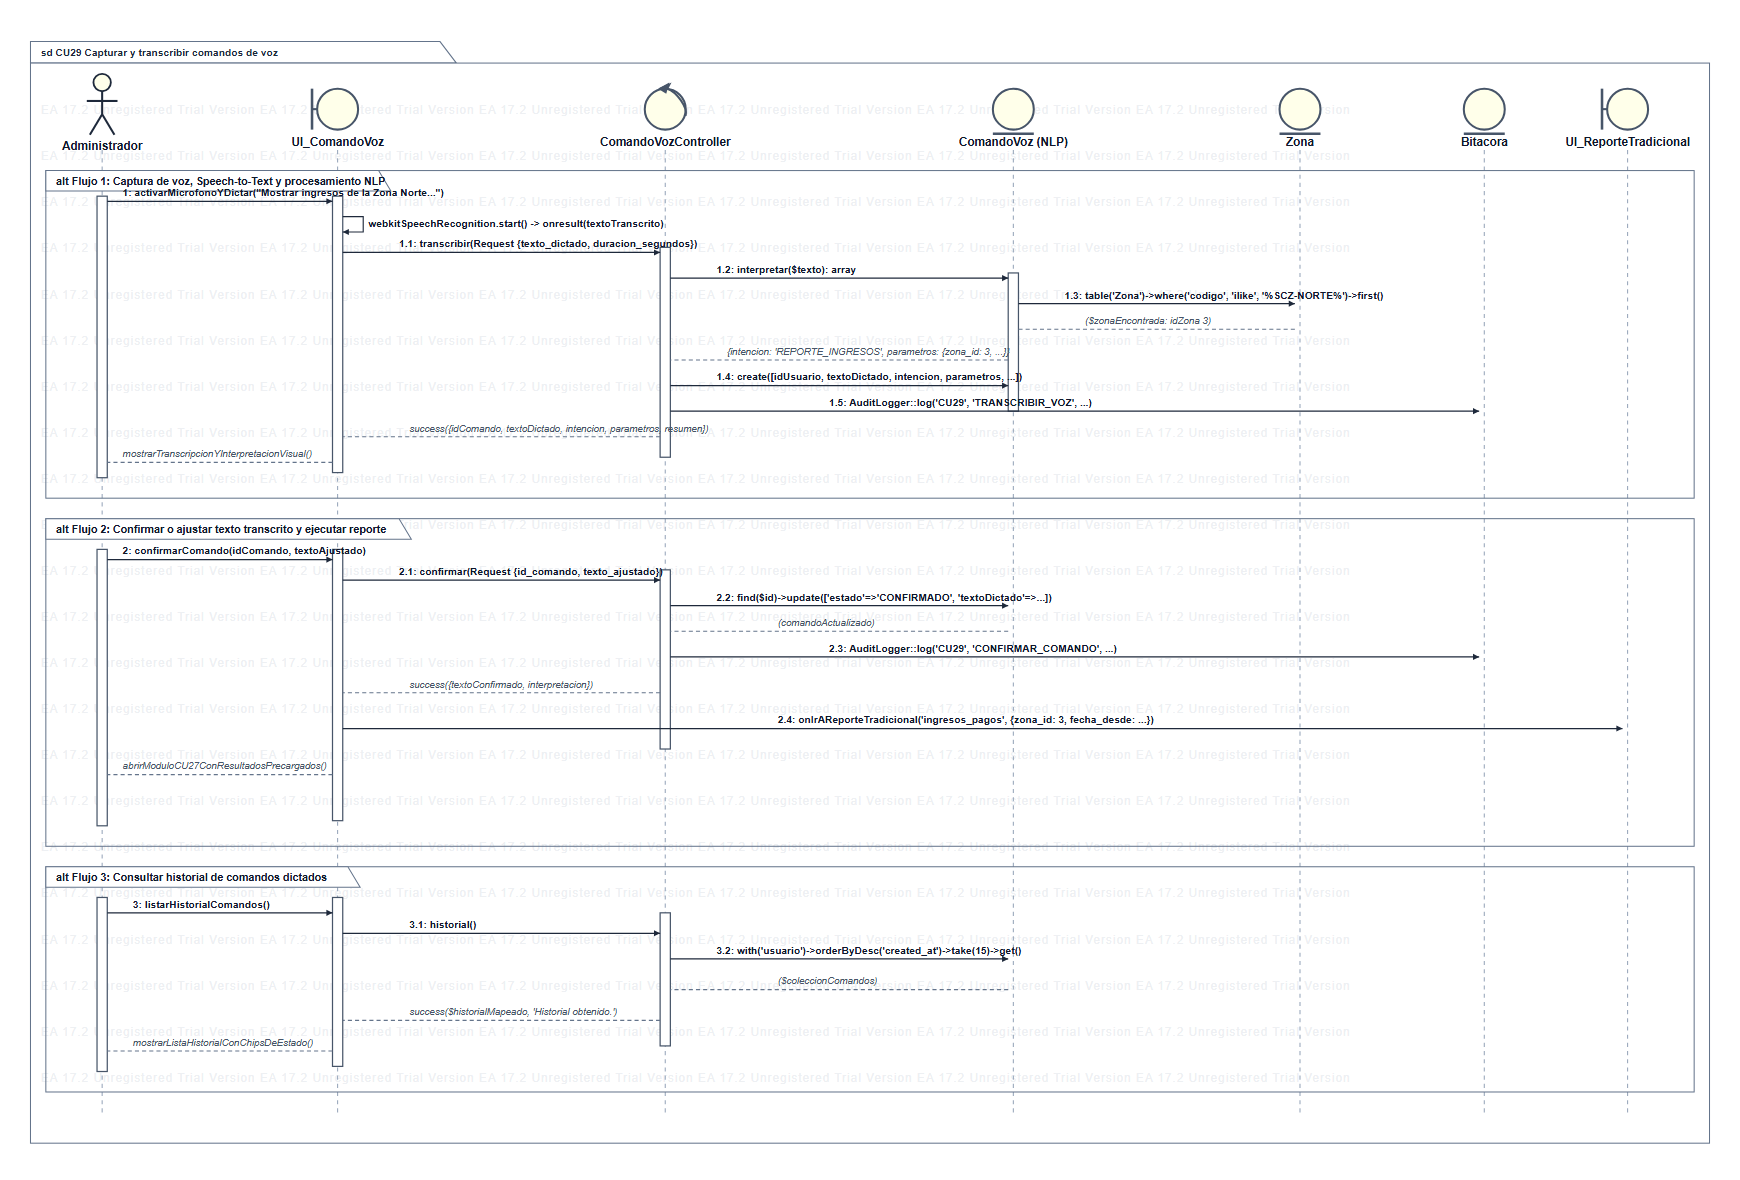 sd CU29 Capturar y transcribir comandos de voz
Administrador
UI_ComandoVoz
ComandoVozController
ComandoVoz (NLP)
Zona
Bitacora
UI_ReporteTradicional
alt Flujo 1: Captura de voz, Speech-to-Text y procesamiento NLP
1: activarMicrofonoYDictar("Mostrar ingresos de la Zona Norte...")
webkitSpeechRecognition.start() -> onresult(textoTranscrito)
1.1: transcribir(Request {texto_dictado, duracion_segundos})
1.2: interpretar($texto): array
1.3: table('Zona')->where('codigo', 'ilike', '%SCZ-NORTE%')->first()
($zonaEncontrada: idZona 3)
{intencion: 'REPORTE_INGRESOS', parametros: {zona_id: 3, ...}}
1.4: create([idUsuario, textoDictado, intencion, parametros, ...])
1.5: AuditLogger::log('CU29', 'TRANSCRIBIR_VOZ', ...)
success({idComando, textoDictado, intencion, parametros, resumen})
mostrarTranscripcionYInterpretacionVisual()
alt Flujo 2: Confirmar o ajustar texto transcrito y ejecutar reporte
2: confirmarComando(idComando, textoAjustado)
2.1: confirmar(Request {id_comando, texto_ajustado})
2.2: find($id)->update(['estado'=>'CONFIRMADO', 'textoDictado'=>...])
(comandoActualizado)
2.3: AuditLogger::log('CU29', 'CONFIRMAR_COMANDO', ...)
success({textoConfirmado, interpretacion})
2.4: onIrAReporteTradicional('ingresos_pagos', {zona_id: 3, fecha_desde: ...})
abrirModuloCU27ConResultadosPrecargados()
alt Flujo 3: Consultar historial de comandos dictados
3: listarHistorialComandos()
3.1: historial()
3.2: with('usuario')->orderByDesc('created_at')->take(15)->get()
($coleccionComandos)
success($historialMapeado, 'Historial obtenido.')
mostrarListaHistorialConChipsDeEstado()